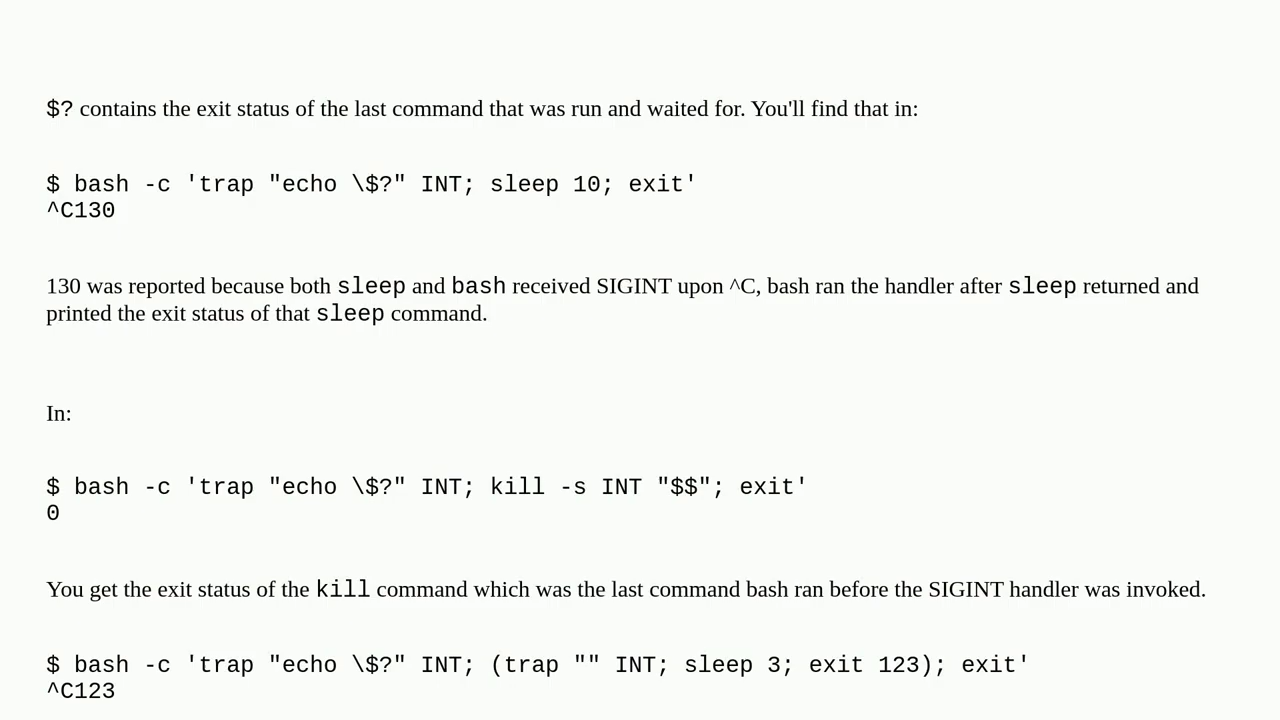 $? contains the exit status of the last command that was run and waited for. You'll find that in:
$ bash -c 'trap "echo \$?" INT; sleep 10; exit'
^C130
130 was reported because both sleep and bash received SIGINT upon ^C, bash ran the handler after sleep returned and
printed the exit status of that sleep command.
In:
$ bash -c 'trap "echo \$?" INT; kill -s INT "$$"; exit'
0
You get the exit status of the kill command which was the last command bash ran before the SIGINT handler was invoked.
$ bash -c 'trap "echo \$?" INT; (trap "" INT; sleep 3; exit 123); exit'
^C123